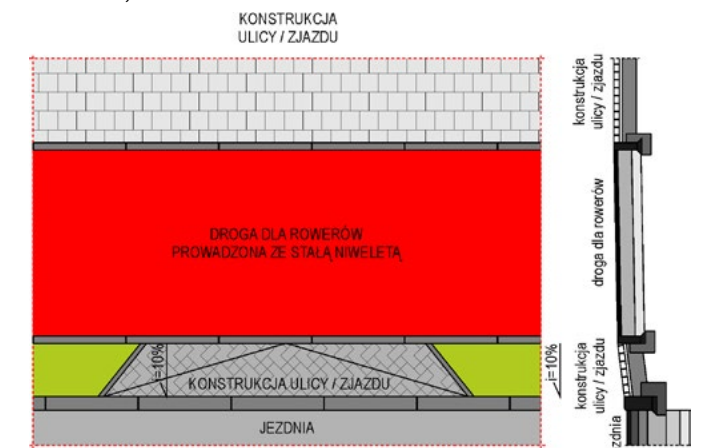 KONSTRUKCJA
ULICY / ZJAZDU
konstrukcja
ulicy / zjazdu
DROGA DLA ROWERÓW
PROWADZONA ZE STAŁĄ NIWELETĄ
droga dla rowerów
i=10%
KONSTRUKCJA ULICY / ZJAZDU
i=10%
konstrukcja
ulicy / zjazdu
JEZDNIA
zdnia